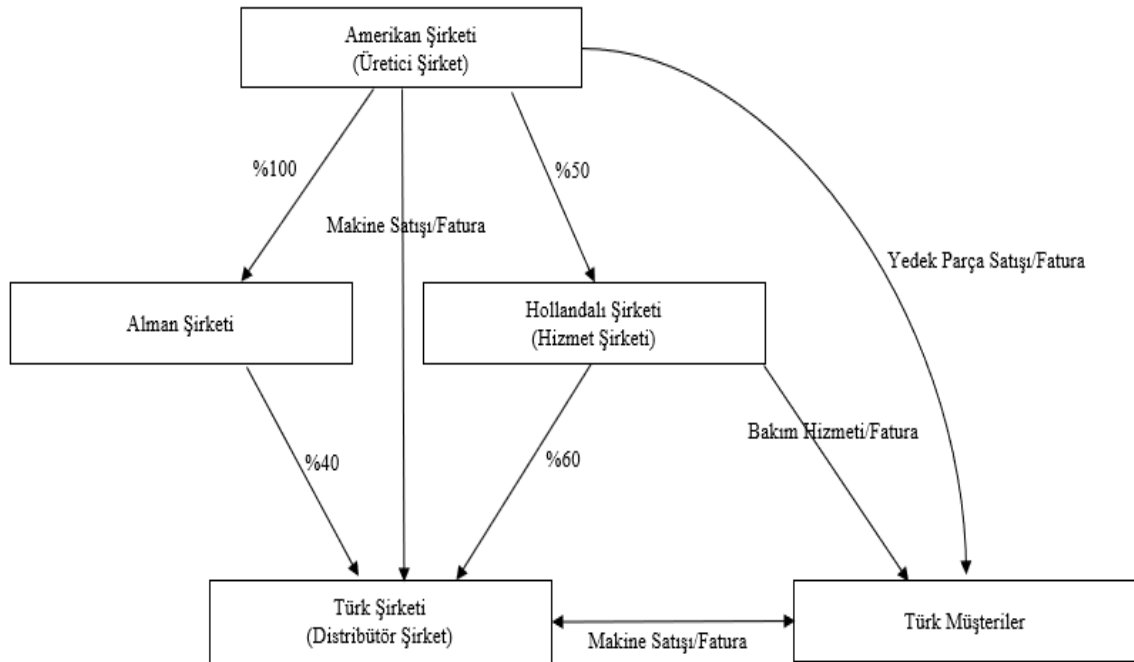 Amerikan Şirketi
(Üretici Şirket)
%100
%50
Makine Satışı/Fatura
Yedek Parça Satışı/Fatura
Alman Şirketi
Hollandalı Şirketi
(Hizmet Şirketi)
Bakım Hizmeti/Fatura
%40
%60
Türk Şirketi
(Distribütör Şirket)
Makine Satışı/Fatura
Türk Müşteriler